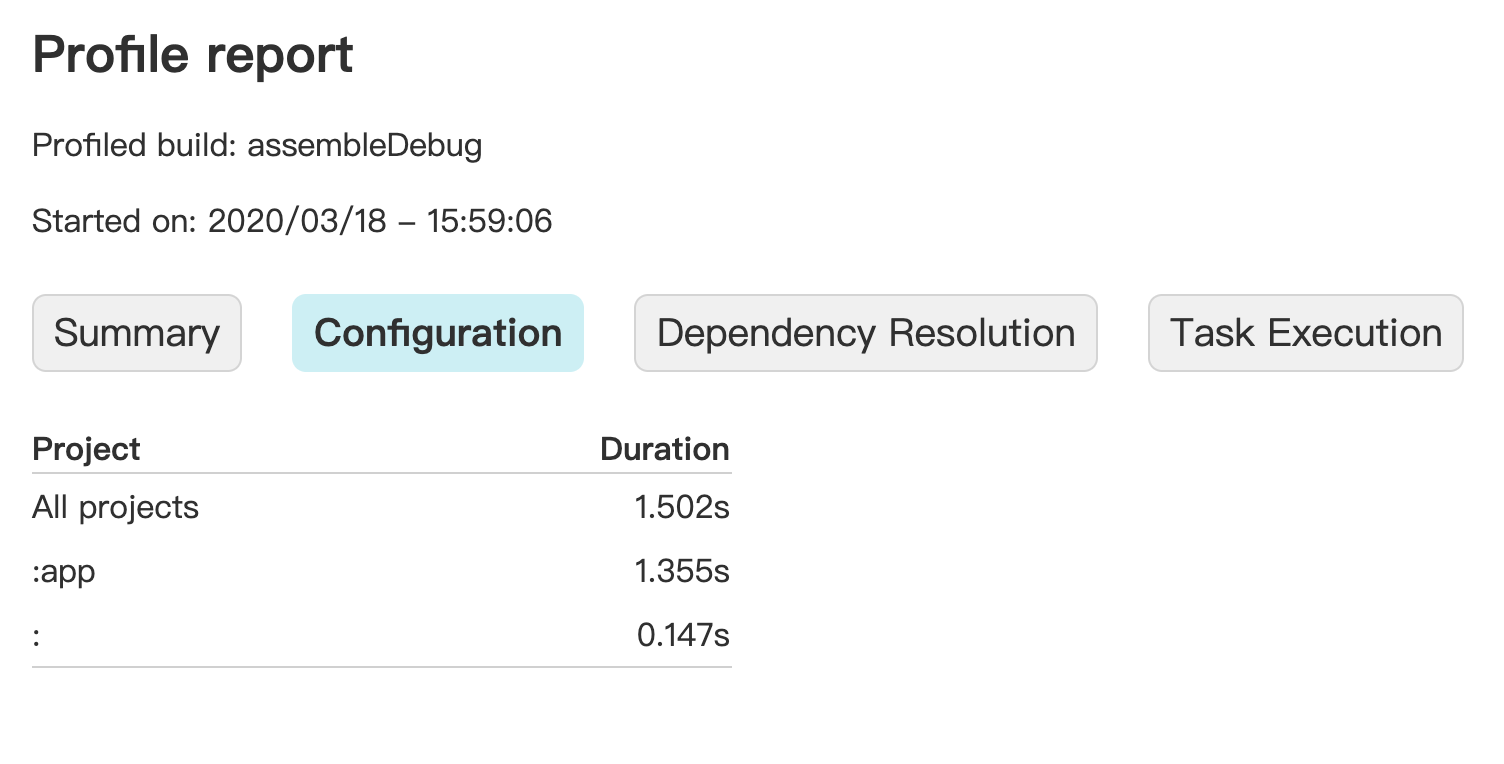 Profile report
Profiled build: assembleDebug
Started on: 2020/03/18 – 15:59:06
Summary Configuration Dependency Resolution Task Execution
Project Duration
All projects 1.502s
:app 1.355s
: 0.147s